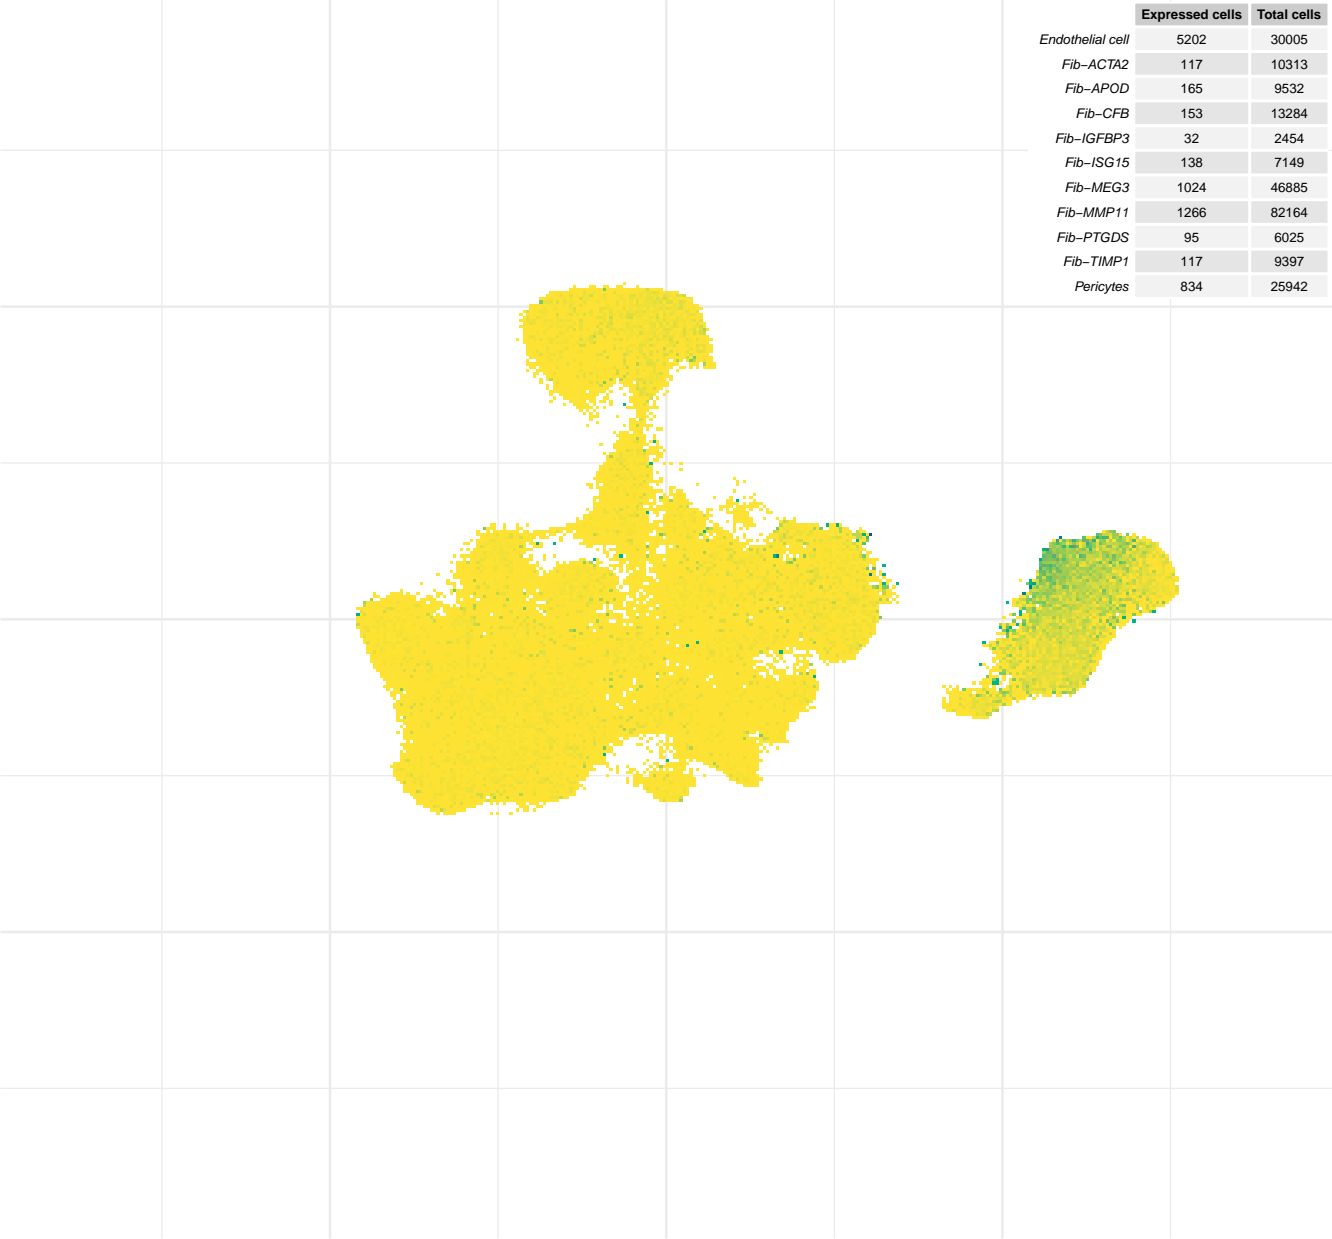 Expressed cells Total cells
Endothelial cell 5202 30005
Fib−ACTA2 117 10313
Fib−APOD 165 9532
Fib−CFB 153 13284
Fib−IGFBP3 32 2454
Fib−ISG15 138 7149
Fib−MEG3 1024 46885
Fib−MMP11 1266 82164
Fib−PTGDS 95 6025
Fib−TIMP1 117 9397
Pericytes 834 25942